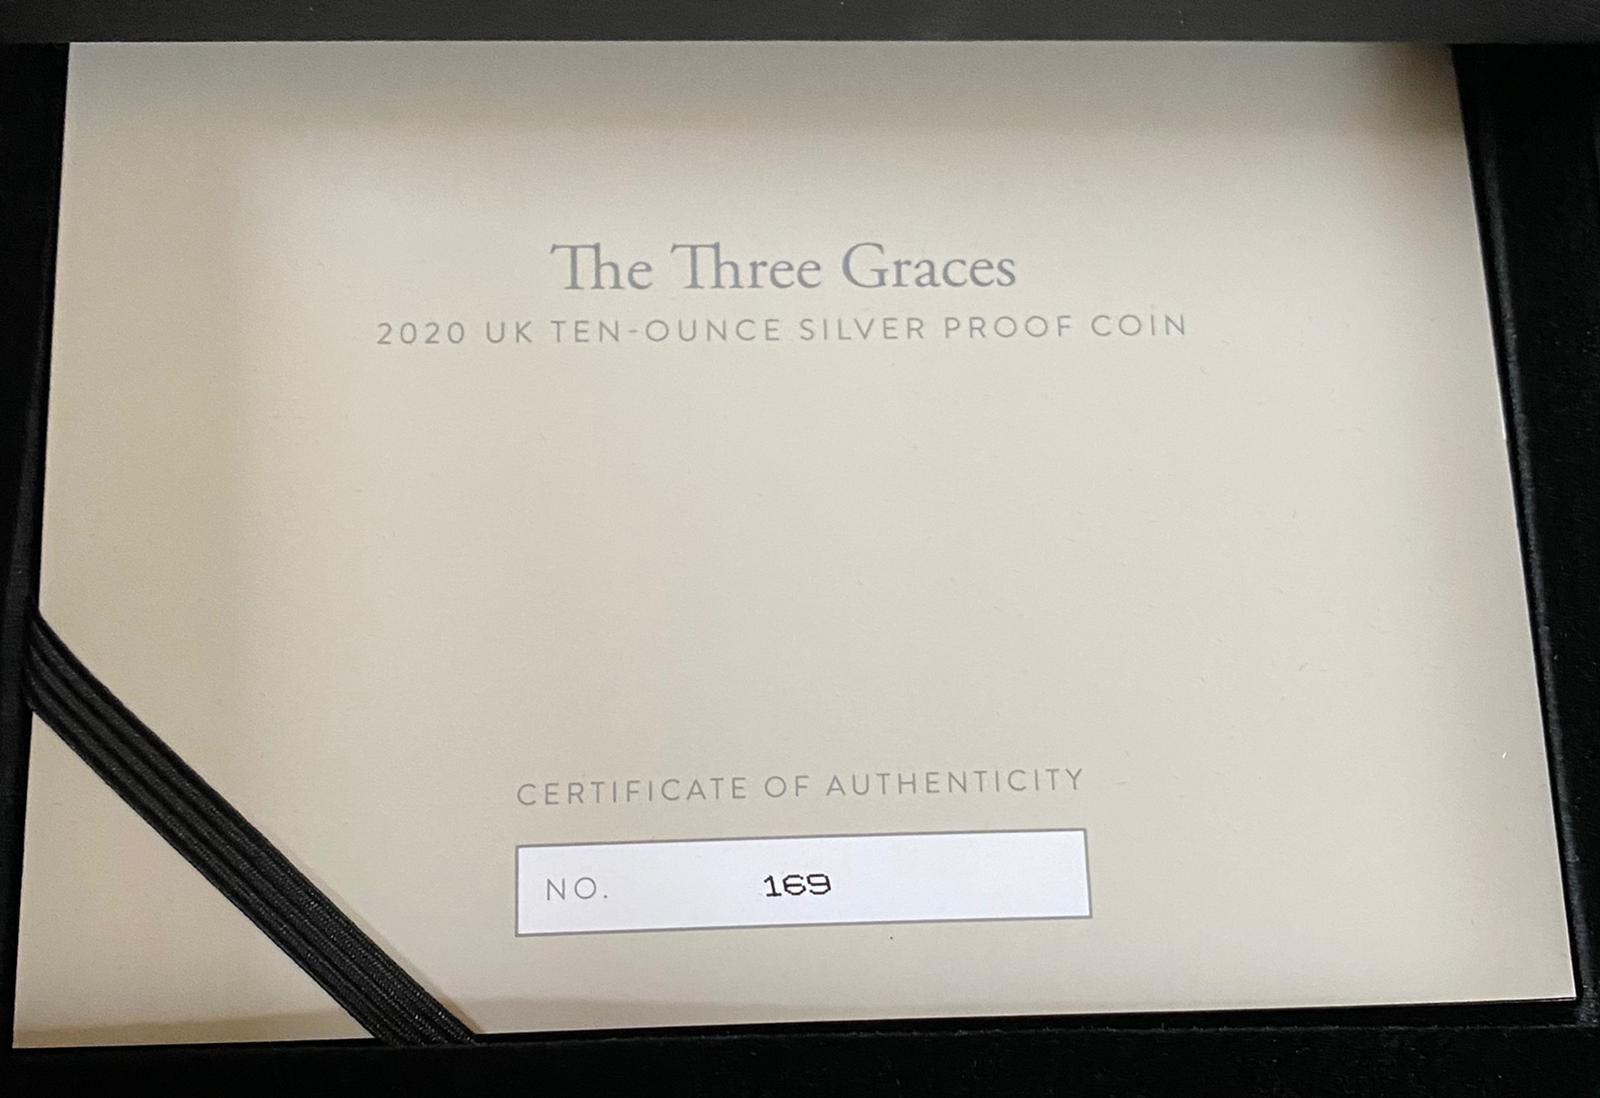 The Three Graces
2020 UK TEN-OUNCE SILVER PROOF COIN
CERTIFICATE OF AUTHENTICITY
NO. 169